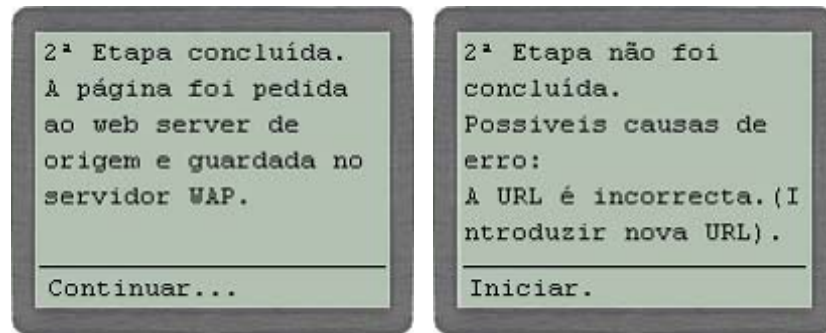 2ª Etapa concluída.
A página foi pedida
ao web server de
origem e guardada no
servidor WAP.
Continuar...
2ª Etapa não foi
concluída.
Possiveis causas de
erro:
A URL é incorrecta.(I
ntroduzir nova URL).
Iniciar.